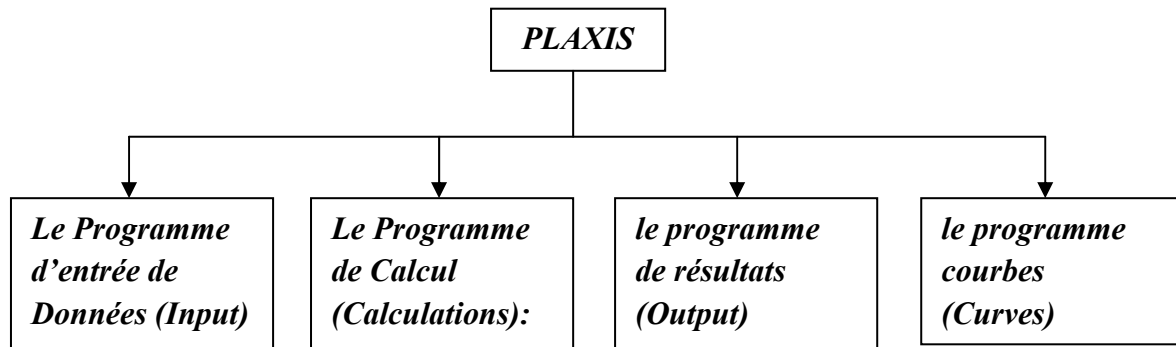 PLAXIS
Le Programme
d’entrée de
Données (Input)
Le Programme
de Calcul
(Calculations):
le programme
de résultats
(Output)
le programme
courbes
(Curves)